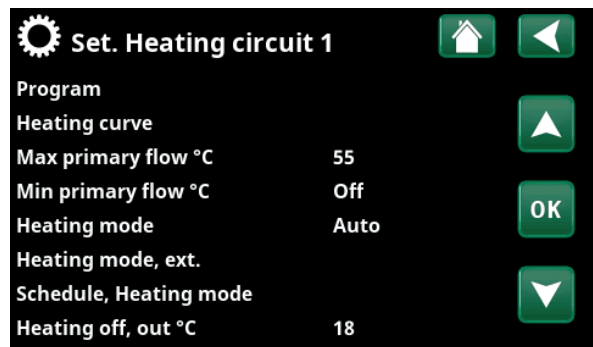 Set. Heating circuit 1
Program
Heating curve
Max primary flow °C 55
Min primary flow °C Off
Heating mode Auto
OK
Heating mode, ext.
Schedule, Heating mode
Heating off, out °C 18